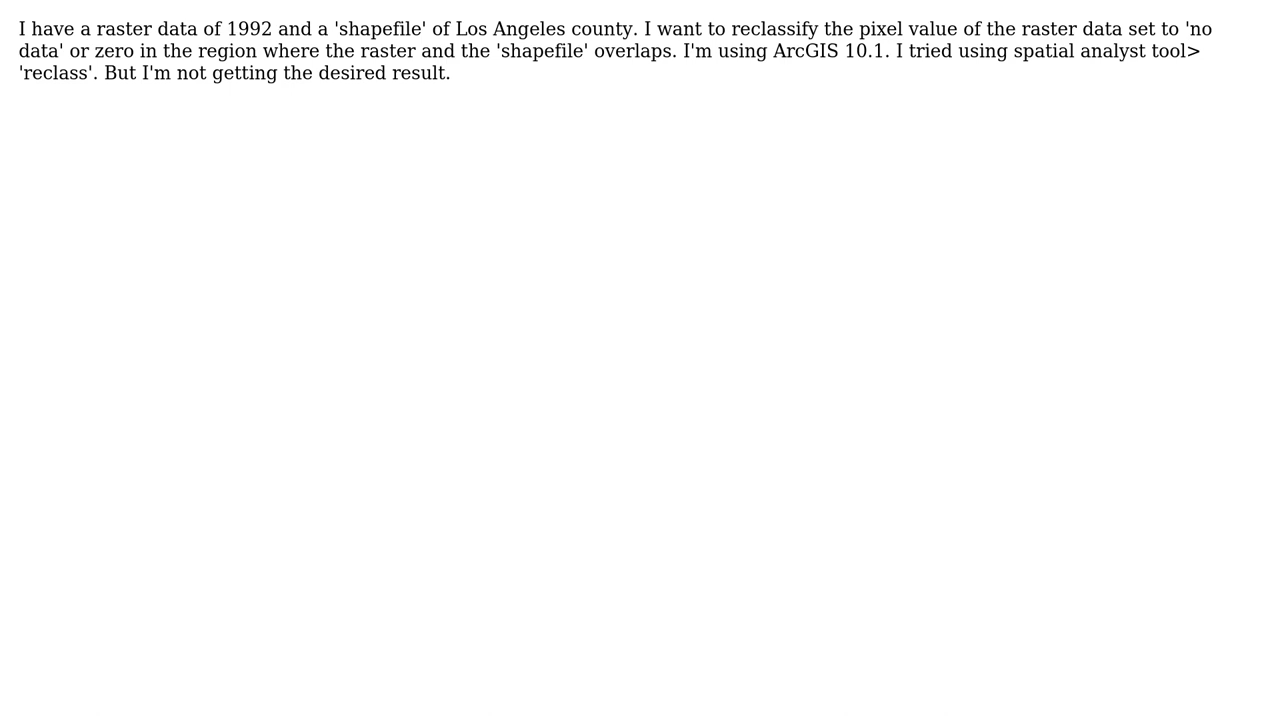 I have a raster data of 1992 and a 'shapefile' of Los Angeles county. I want to reclassify the pixel value of the raster data set to 'no
data' or zero in the region where the raster and the 'shapefile' overlaps. I'm using ArcGIS 10.1. I tried using spatial analyst tool>
'reclass'. But I'm not getting the desired result.